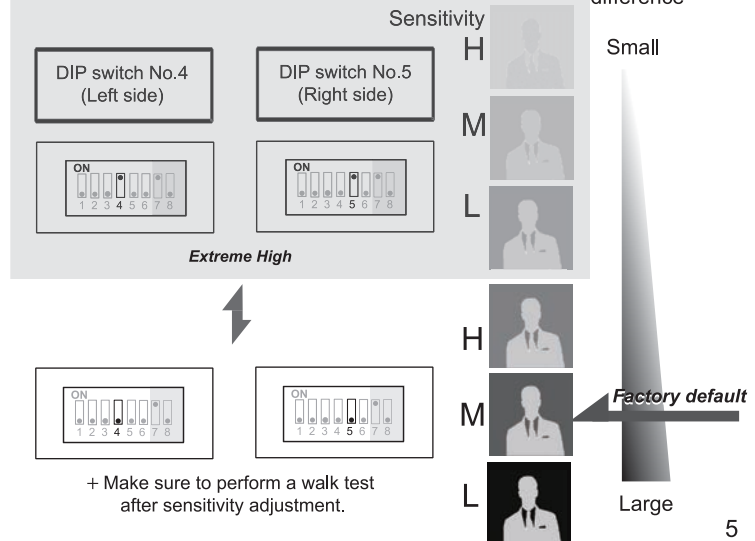 difference
Sensitivity
H
Small
DIP switch No.4
(Left side)
DIP switch No.5
(Right side)
M
ON
1 2 3 4 5 6 7 8
ON
1 2 3 4 5 6 7 8
L
Extreme High
H
ON
1 2 3 4 5 6 7 8
ON
1 2 3 4 5 6 7 8
M
Factory default
+ Make sure to perform a walk test
after sensitivity adjustment.
L
Large
5